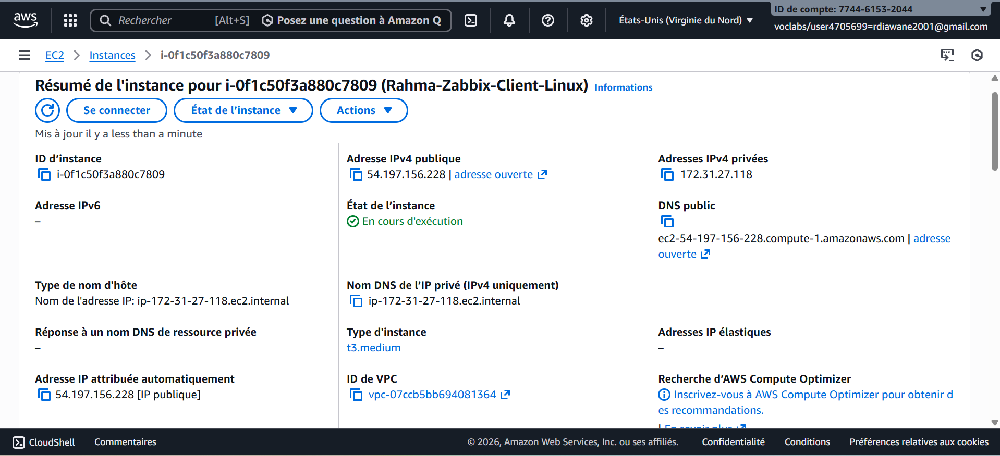 aws
Rechercher [Alt+S] Posez une question à Amazon Q
États-Unis (Virginie du Nord)
ID de compte: 7744-6153-2044
voclabs/user4705699=rdiawane2001@gmail.com
EC2 > Instances > i-0f1c50f3a880c7809
Résumé de l'instance pour i-0f1c50f3a880c7809 (Rahma-Zabbix-Client-Linux) Informations
Se connecter
État de l’instance
Actions
Mis à jour il y a less than a minute
ID d’instance
i-0f1c50f3a880c7809
Adresse IPv4 publique
54.197.156.228 | adresse ouverte
Adresses IPv4 privées
172.31.27.118
Adresse IPv6
–
État de l’instance
En cours d'exécution
DNS public
ec2-54-197-156-228.compute-1.amazonaws.com | adresse
ouverte
Type de nom d'hôte
Nom de l'adresse IP: ip-172-31-27-118.ec2.internal
Nom DNS de l’IP privé (IPv4 uniquement)
ip-172-31-27-118.ec2.internal
Réponse à un nom DNS de ressource privée
–
Type d'instance
t3.medium
Adresses IP élastiques
–
Adresse IP attribuée automatiquement
54.197.156.228 [IP publique]
ID de VPC
vpc-07ccb5bb694081364
Recherche d’AWS Compute Optimizer
Inscrivez-vous à AWS Compute Optimizer pour obtenir d
es recommandations.
| En savoir plus
CloudShell
Commentaires
© 2026, Amazon Web Services, Inc. ou ses affiliés.
Confidentialité
Conditions
Préférences relatives aux cookies